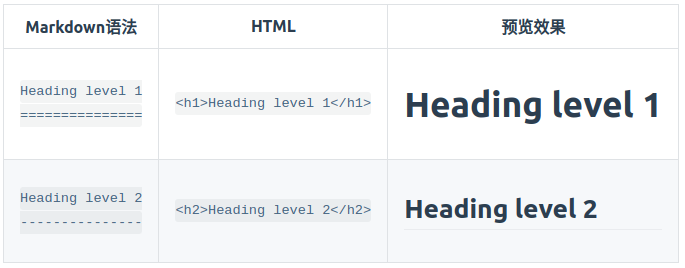 Markdown语法 HTML 预览效果
Heading level 1
===============
<h1>Heading level 1</h1>
Heading level 1
Heading level 2
---------------
<h2>Heading level 2</h2>
Heading level 2